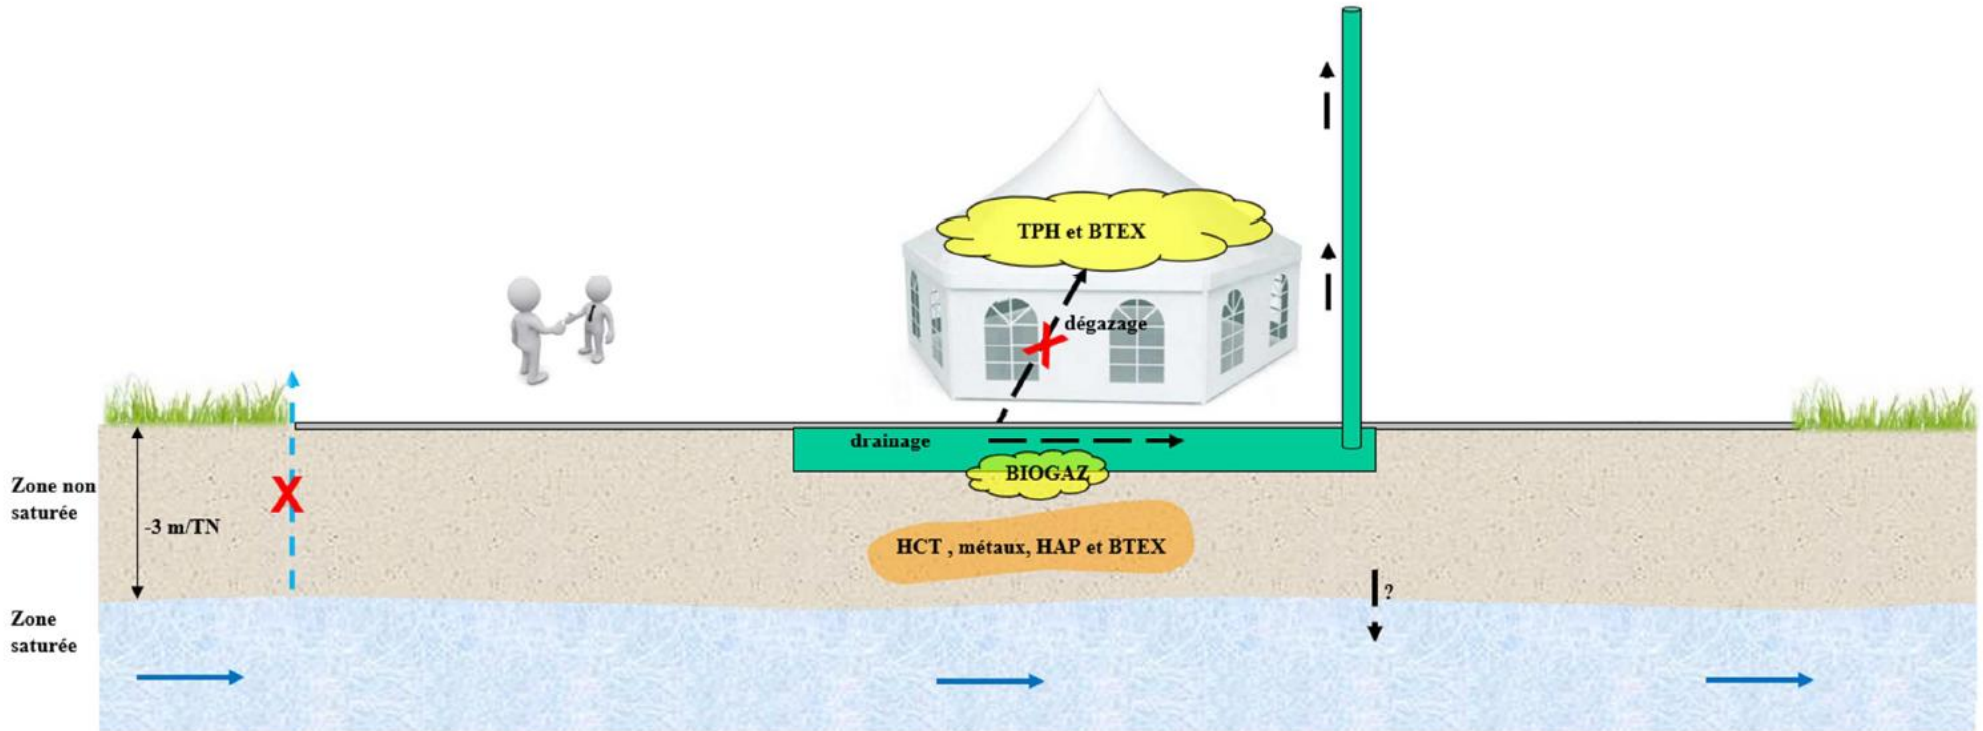 TPH et BTEX
dégazage
drainage
BIOGAZ
Zone non
saturée
-3 m/TN
HCT , métaux, HAP et BTEX
?
Zone
saturée